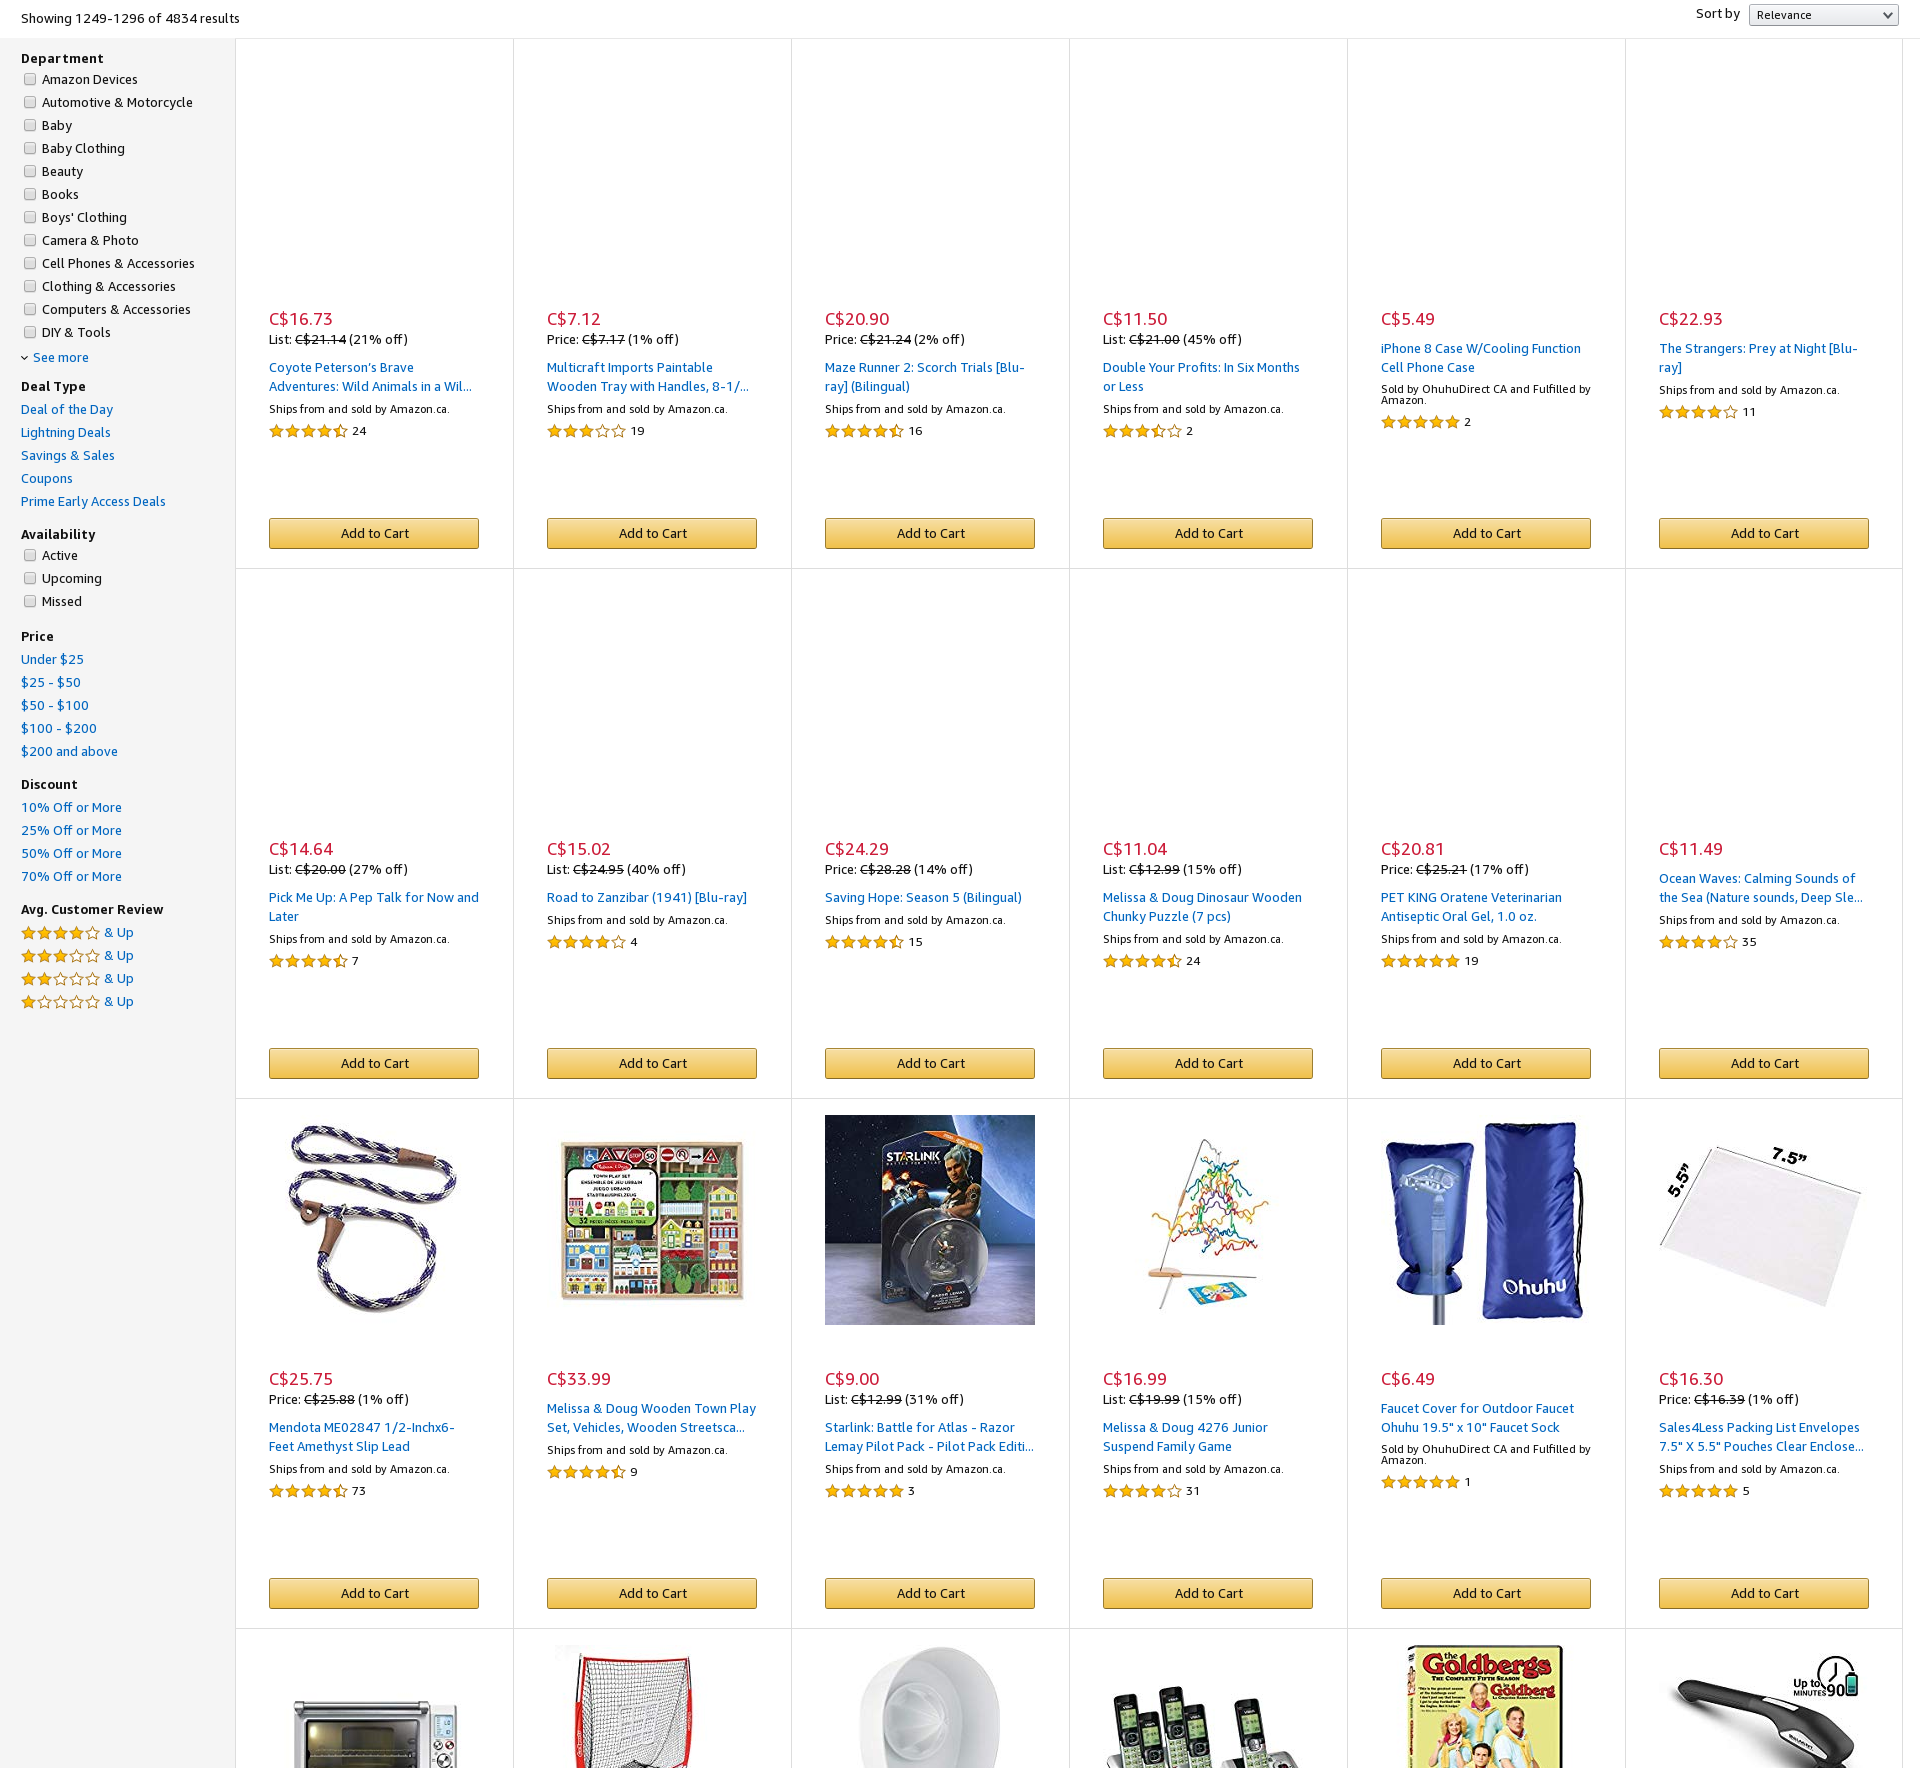 Showing 1249-1296 of 4834 results
Sort by
Relevance
Department
Amazon Devices
Automotive & Motorcycle
Baby
Baby Clothing
Beauty
Books
Boys' Clothing
Camera & Photo
Cell Phones & Accessories
Clothing & Accessories
Computers & Accessories
DIY & Tools
See more
Deal Type
Deal of the Day
Lightning Deals
Savings & Sales
Coupons
Prime Early Access Deals
Availability
Active
Upcoming
Missed
Price
Under $25
$25 - $50
$50 - $100
$100 - $200
$200 and above
Discount
10% Off or More
25% Off or More
50% Off or More
70% Off or More
Avg. Customer Review
& Up
& Up
& Up
& Up
C$16.73
List: C$21.14 (21% off)
Coyote Peterson's Brave
Adventures: Wild Animals in a Wil...
Ships from and sold by Amazon.ca.
24
Add to Cart
C$7.12
Price: C$7.17 (1% off)
Multicraft Imports Paintable
Wooden Tray with Handles, 8-1/...
Ships from and sold by Amazon.ca.
19
Add to Cart
C$20.90
Price: C$21.24 (2% off)
Maze Runner 2: Scorch Trials [Blu-
ray] (Bilingual)
Ships from and sold by Amazon.ca.
16
Add to Cart
C$11.50
List: C$21.00 (45% off)
Double Your Profits: In Six Months
or Less
Ships from and sold by Amazon.ca.
2
Add to Cart
C$5.49
iPhone 8 Case W/Cooling Function
Cell Phone Case
Sold by OhuhuDirect CA and Fulfilled by
Amazon.
2
Add to Cart
C$22.93
The Strangers: Prey at Night [Blu-
ray]
Ships from and sold by Amazon.ca.
11
Add to Cart
C$14.64
List: C$20.00 (27% off)
Pick Me Up: A Pep Talk for Now and
Later
Ships from and sold by Amazon.ca.
7
Add to Cart
C$15.02
List: C$24.95 (40% off)
Road to Zanzibar (1941) [Blu-ray]
Ships from and sold by Amazon.ca.
4
Add to Cart
C$24.29
Price: C$28.28 (14% off)
Saving Hope: Season 5 (Bilingual)
Ships from and sold by Amazon.ca.
15
Add to Cart
C$11.04
List: C$12.99 (15% off)
Melissa & Doug Dinosaur Wooden
Chunky Puzzle (7 pcs)
Ships from and sold by Amazon.ca.
24
Add to Cart
C$20.81
Price: C$25.21 (17% off)
PET KING Oratene Veterinarian
Antiseptic Oral Gel, 1.0 oz.
Ships from and sold by Amazon.ca.
19
Add to Cart
C$11.49
Ocean Waves: Calming Sounds of
the Sea (Nature sounds, Deep Sle...
Ships from and sold by Amazon.ca.
35
Add to Cart
C$25.75
Price: C$25.88 (1% off)
Mendota ME02847 1/2-Inchx6-
Feet Amethyst Slip Lead
Ships from and sold by Amazon.ca.
73
Add to Cart
TOWN PLAY SET
ENSEMBLE DE JEU URBAIN
JUEGO URBANO
STADTBAUSPIELZEUG
C$33.99
Melissa & Doug Wooden Town Play
Set, Vehicles, Wooden Streetsca...
Ships from and sold by Amazon.ca.
9
Add to Cart
STARLINK
BATTLE FOR ATLAS
RAZOR LEMAY
C$9.00
List: C$12.99 (31% off)
Starlink: Battle for Atlas - Razor
Lemay Pilot Pack - Pilot Pack Editi...
Ships from and sold by Amazon.ca.
3
Add to Cart
C$16.99
List: C$19.99 (15% off)
Melissa & Doug 4276 Junior
Suspend Family Game
Ships from and sold by Amazon.ca.
31
Add to Cart
Ohuhu
C$6.49
Faucet Cover for Outdoor Faucet
Ohuhu 19.5" x 10" Faucet Sock
Sold by OhuhuDirect CA and Fulfilled by
Amazon.
1
Add to Cart
7.5”
5.5”
C$16.30
Price: C$16.39 (1% off)
Sales4Less Packing List Envelopes
7.5" X 5.5" Pouches Clear Enclose...
Ships from and sold by Amazon.ca.
5
Add to Cart
the Goldbergs
THE COMPLETE FIFTH SEASON
Les Goldberg
Up to
MINUTES 90